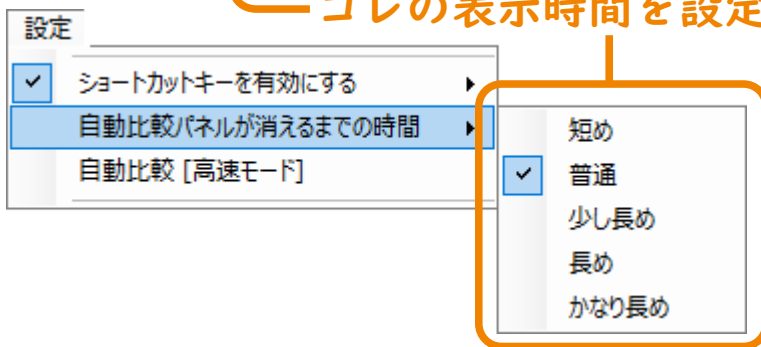 コレの表示時間を設定
設定
ショートカットキーを有効にする
自動比較パネルが消えるまでの時間
自動比較 [高速モード]
短め
普通
少し長め
長め
かなり長め